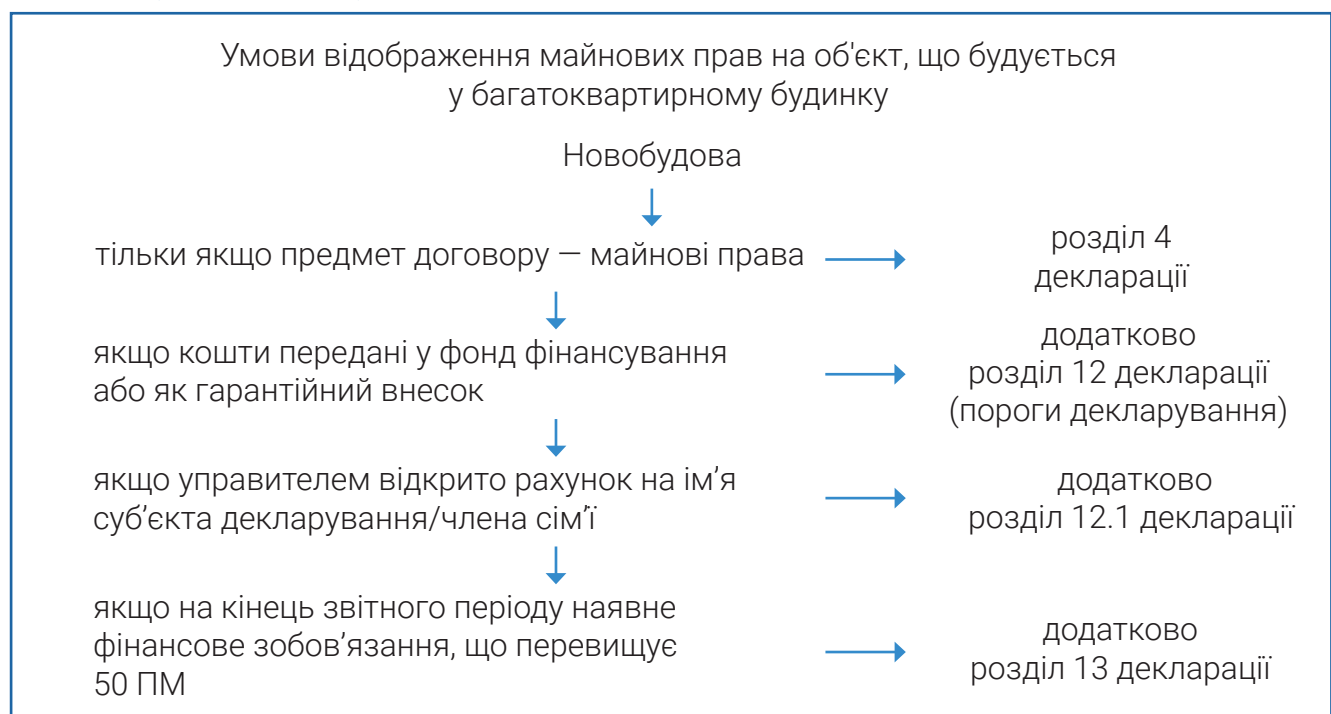 Умови відображення майнових прав на об'єкт, що будується
у багатоквартирному будинку
Новобудова
тільки якщо предмет договору — майнові права
розділ 4
декларації
якщо кошти передані у фонд фінансування
або як гарантійний внесок
додатково
розділ 12 декларації
(пороги декларування)
якщо управителем відкрито рахунок на ім’я
суб’єкта декларування/члена сім’ї
додатково
розділ 12.1 декларації
якщо на кінець звітного періоду наявне
фінансове зобов’язання, що перевищує
50 ПМ
додатково
розділ 13 декларації